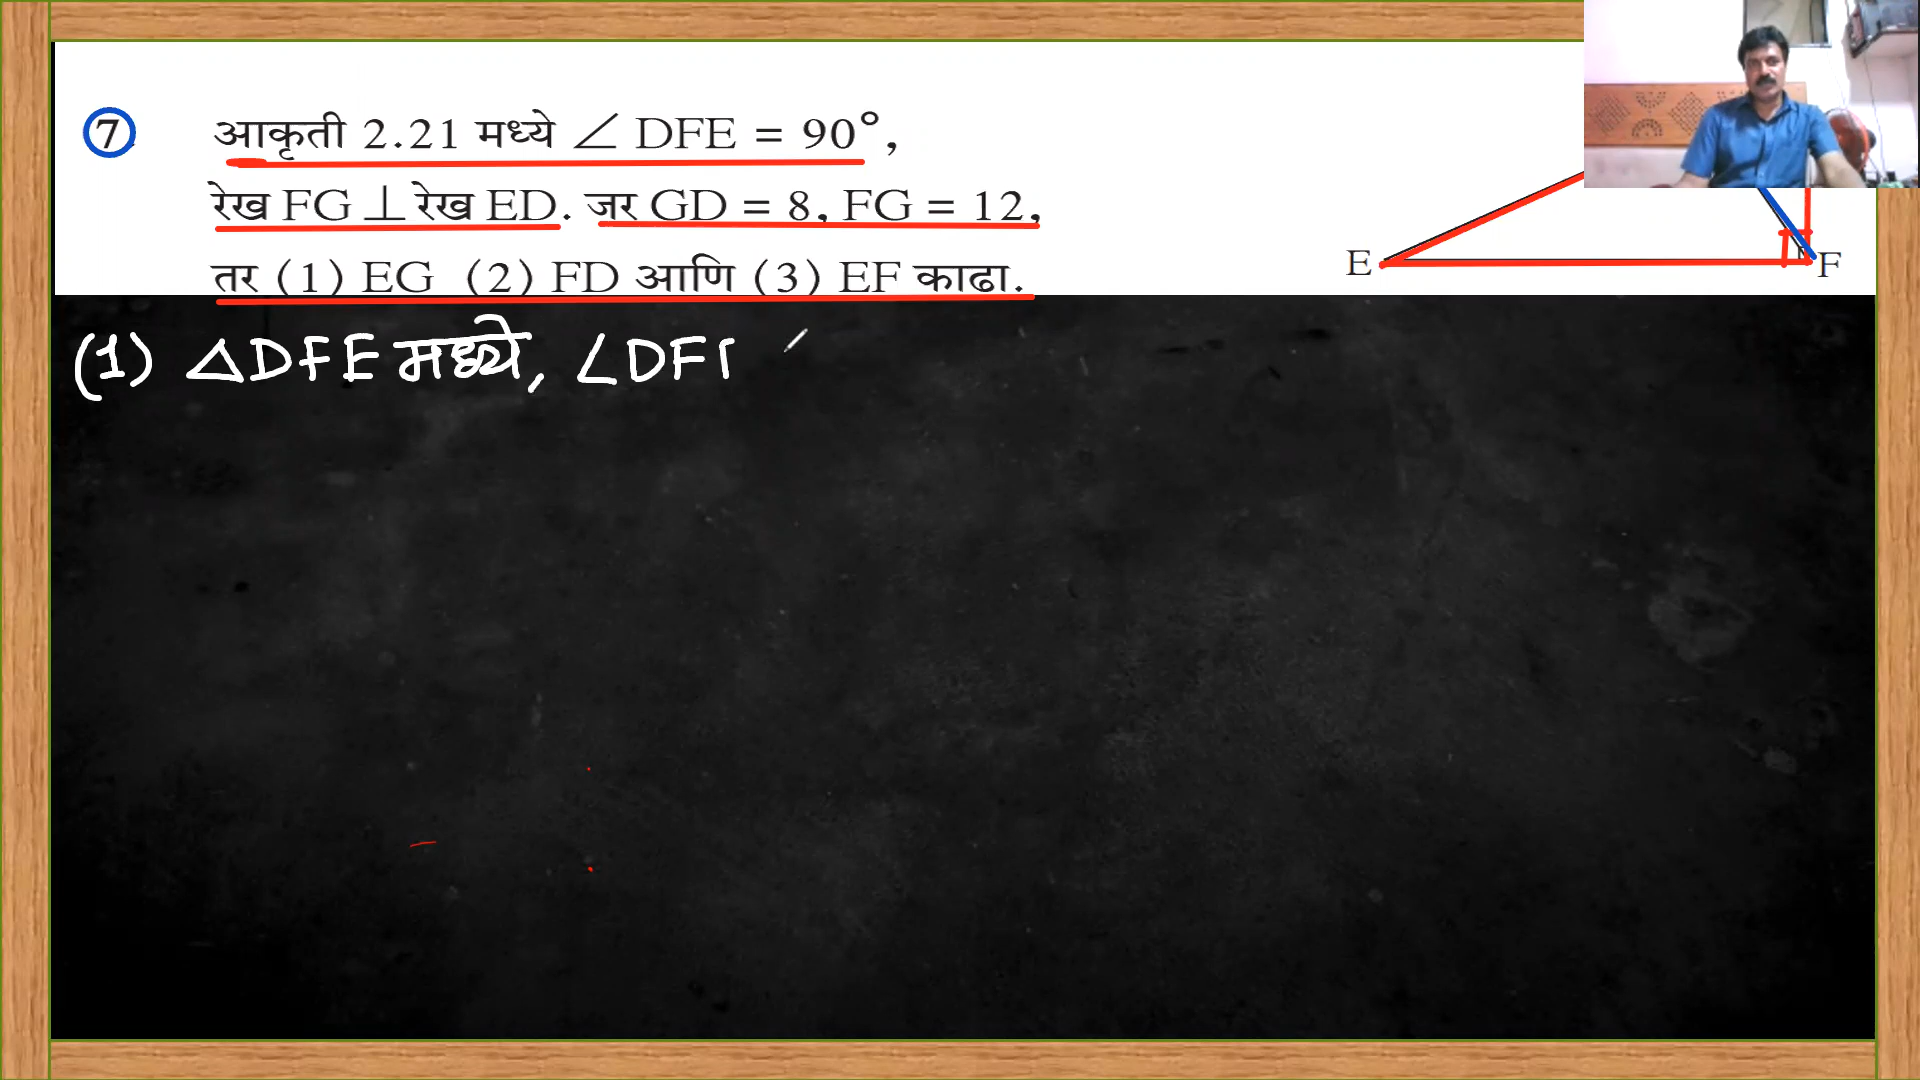 7
आकृती 2.21 मध्ये ∠ DFE = 90°,
रेख FG ⊥ रेख ED. जर GD = 8, FG = 12,
तर (1) EG (2) FD आणि (3) EF काढा.
E
F
(1) △DFE मध्ये, ∠DF